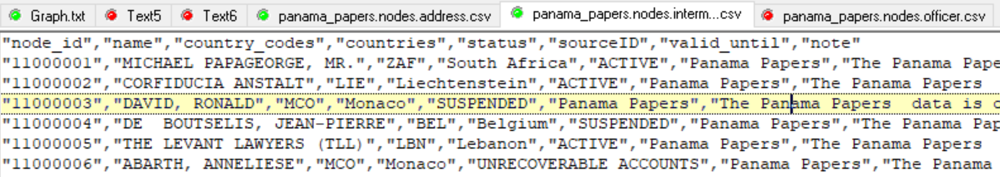 Graph.txt Text5 Text6 panama_papers.nodes.address.csv panama_papers.nodes.interm...csv panama_papers.nodes.officer.csv
"node_id","name","country_codes","countries","status","sourceID","valid_until","note"
"11000001","MICHAEL PAPAGEORGE, MR.","ZAF","South Africa","ACTIVE","Panama Papers","The Panama Pape
"11000002","CORFIDUCIA ANSTALT","LIE","Liechtenstein","ACTIVE","Panama Papers","The Panama Papers
"11000003","DAVID, RONALD","MCO","Monaco","SUSPENDED","Panama Papers","The Panama Papers  data is c
"11000004","DE  BOUTSELIS, JEAN-PIERRE","BEL","Belgium","SUSPENDED","Panama Papers","The Panama Pap
"11000005","THE LEVANT LAWYERS (TLL)","LBN","Lebanon","ACTIVE","Panama Papers","The Panama Papers
"11000006","ABARTH, ANNELIESE","MCO","Monaco","UNRECOVERABLE ACCOUNTS","Panama Papers","The Panama